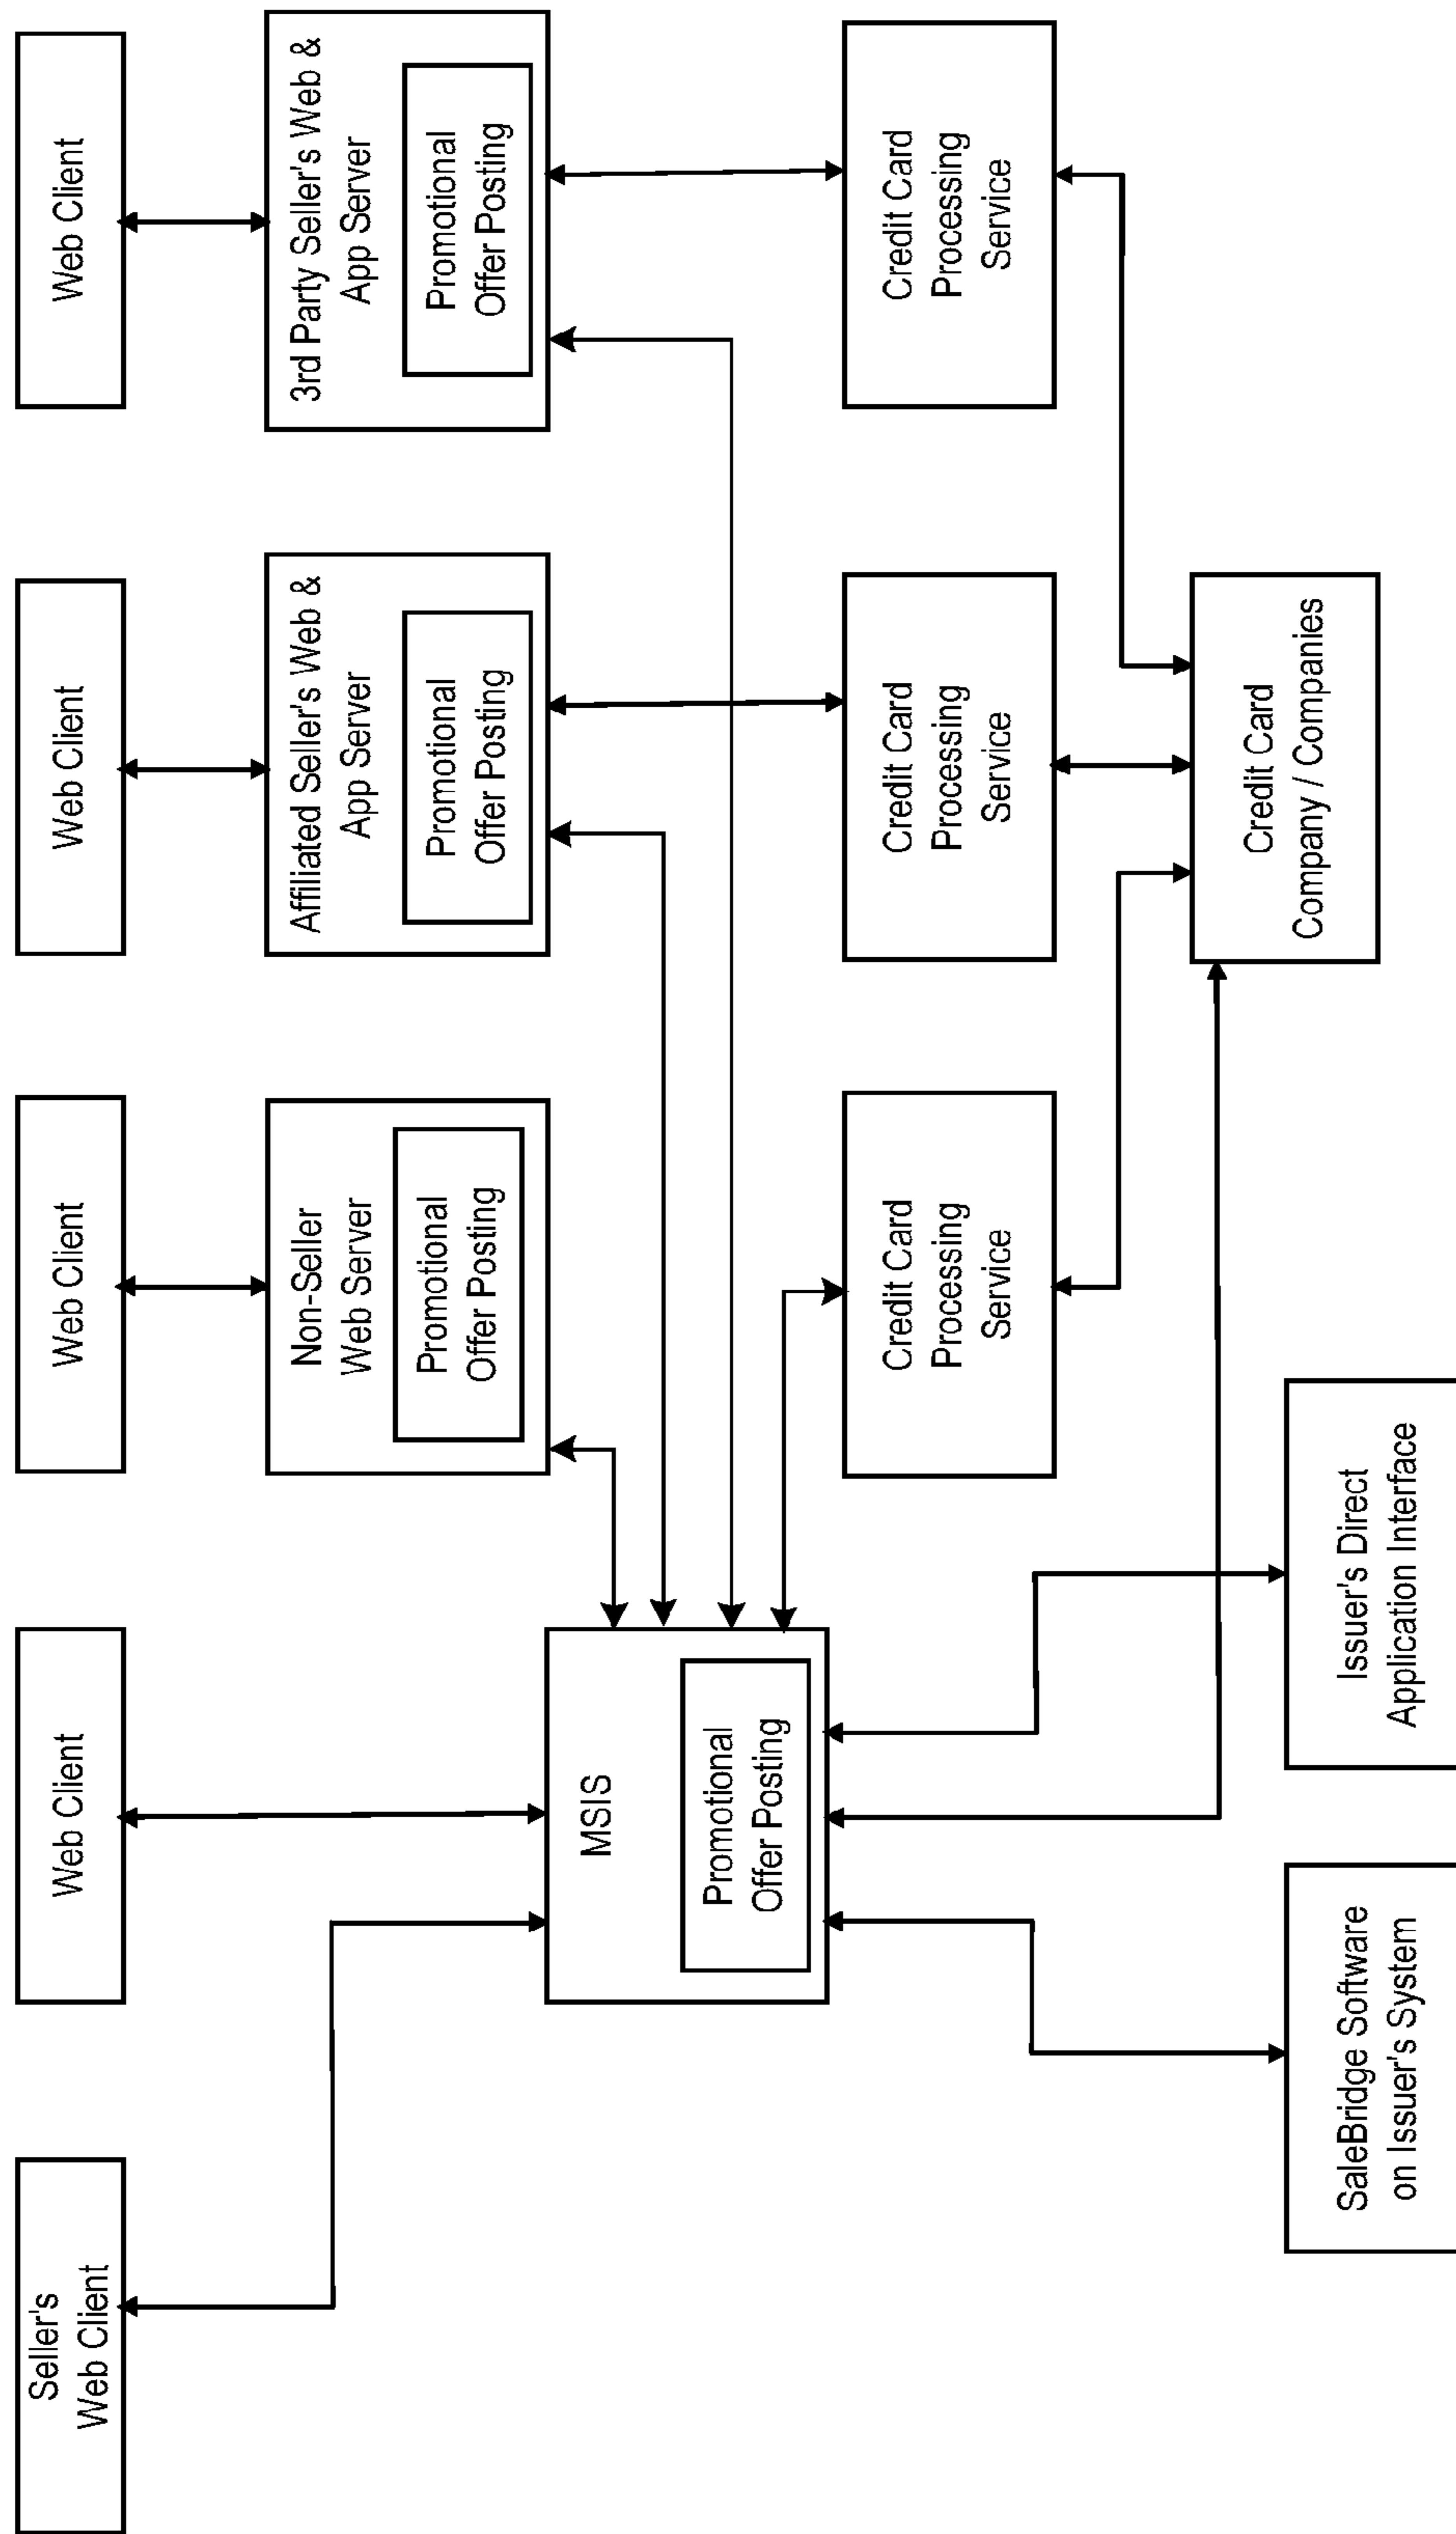 Seller's
Web Client
Web Client
Web Client
Web Client
Web Client
Non-Seller
Web Server
Promotional
Offer Posting
Affiliated Seller's Web &
App Server
Promotional
Offer Posting
3rd Party Seller's Web &
App Server
Promotional
Offer Posting
MSIS
Promotional
Offer Posting
Credit Card
Processing
Service
Credit Card
Processing
Service
Credit Card
Processing
Service
Credit Card
Company / Companies
SaleBridge Software
on Issuer's System
Issuer's Direct
Application Interface